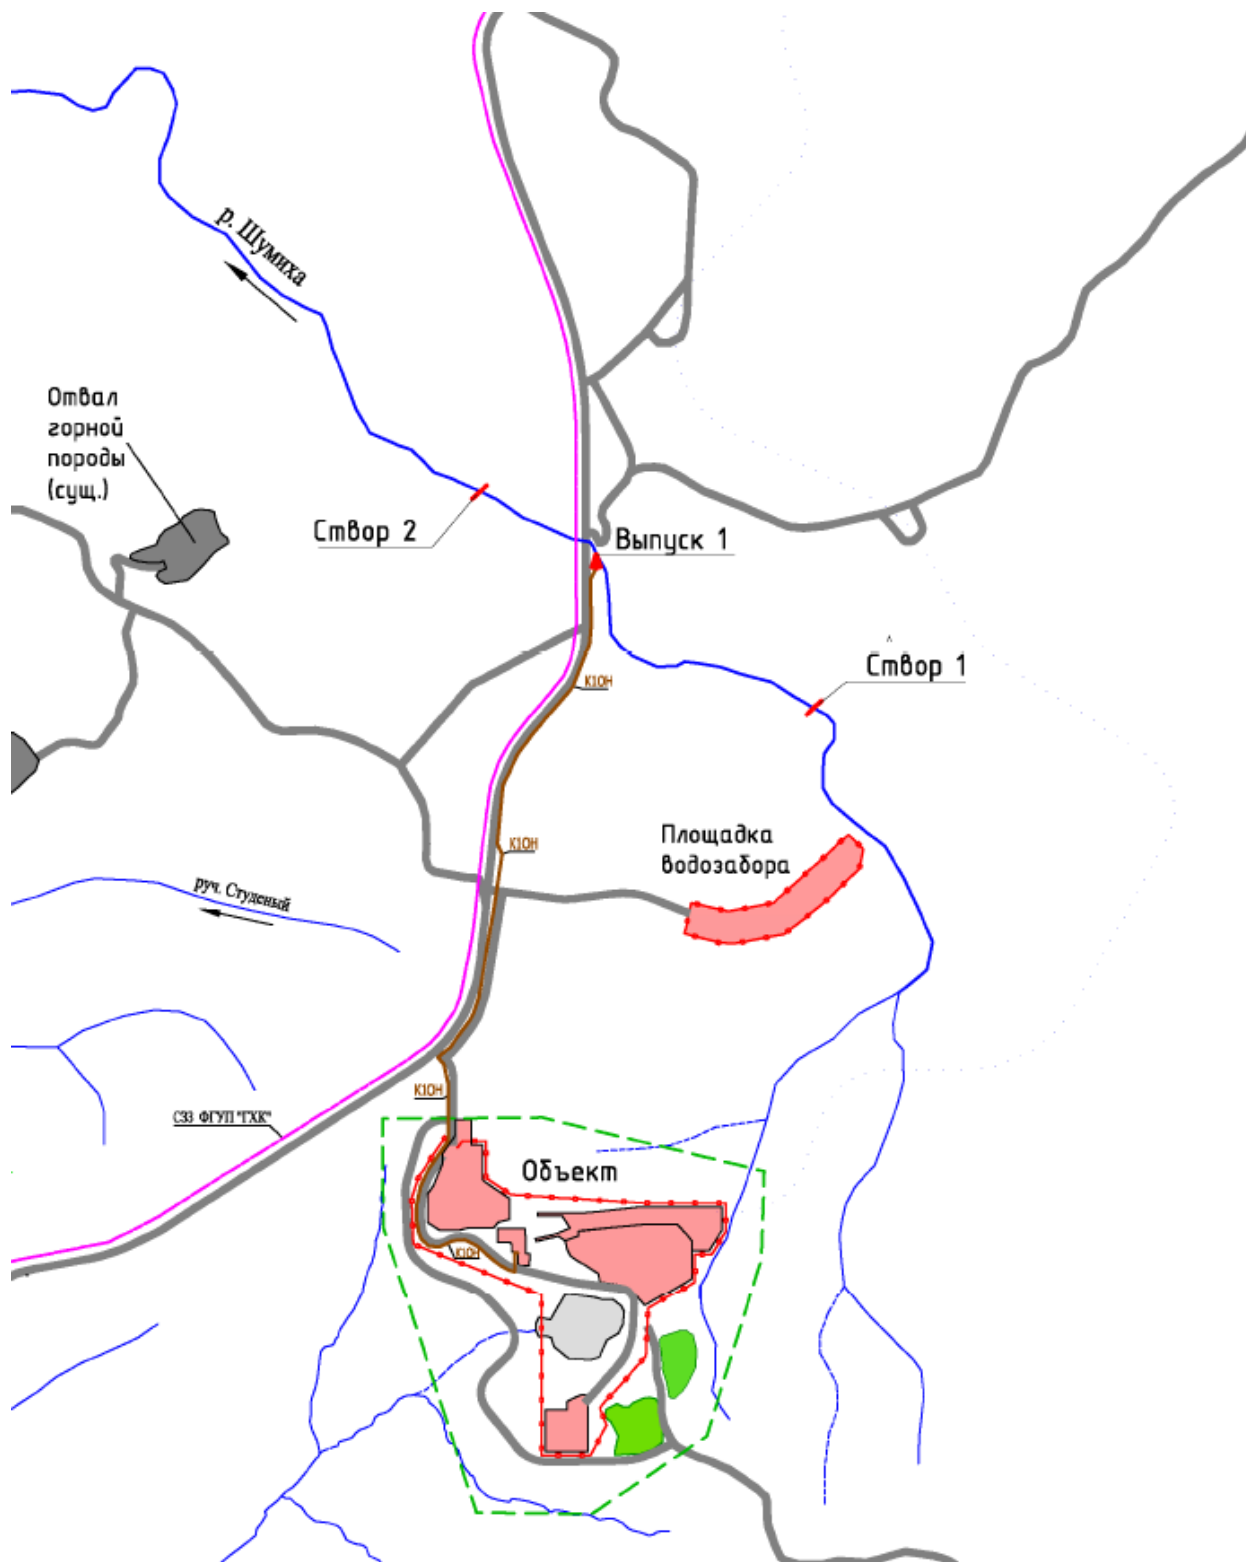 р. Шумиха
Отвал
горной
породы
(сущ.)
Створ 2
Выпуск 1
Створ 1
К10Н
К10Н
Площадка
водозабора
руч. Студеный
К10Н
СЗЗ ФГУП "ГХК"
Объект
К10Н